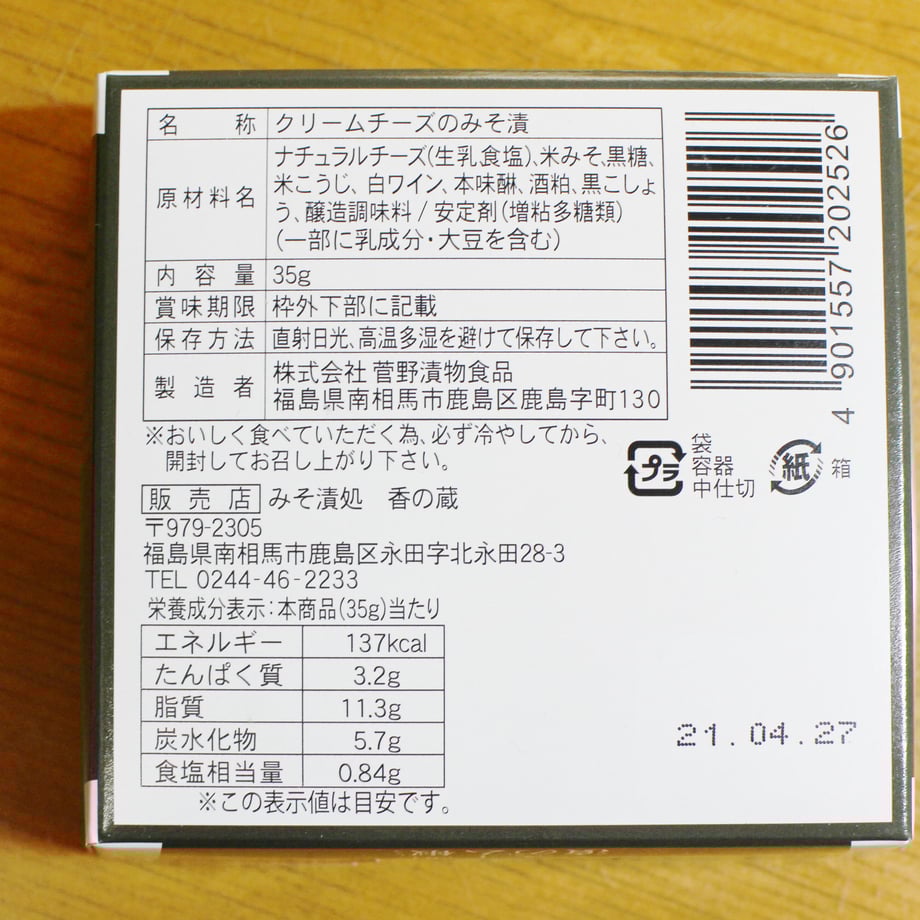 名称 クリームチーズのみそ漬
原材料名 ナチュラルチーズ(生乳、食塩)、米みそ、黒糖、
米こうじ、白ワイン、本味醂、酒粕、黒こしょ
う、醸造調味料/安定剤(増粘多糖類)
(一部に乳成分・大豆を含む)
内容量 35g
賞味期限 枠外下部に記載
保存方法 直射日光、高温多湿を避けて保存して下さい。
製造者 株式会社 菅野漬物食品
福島県南相馬市鹿島区鹿島字町130
※おいしく食べていただく為、必ず冷やしてから、
開封してお召し上がり下さい。
販売店 みそ漬処 香の蔵
〒979-2305
福島県南相馬市鹿島区永田字北永田28-3
TEL 0244-46-2233
栄養成分表示:本商品(35g)当たり
エネルギー 137kcal
たんぱく質 3.2g
脂質 11.3g
炭水化物 5.7g
食塩相当量 0.84g
※この表示値は目安です。
4 901557 202526
プラ 袋
容器
中仕切
紙 箱
21.04.27